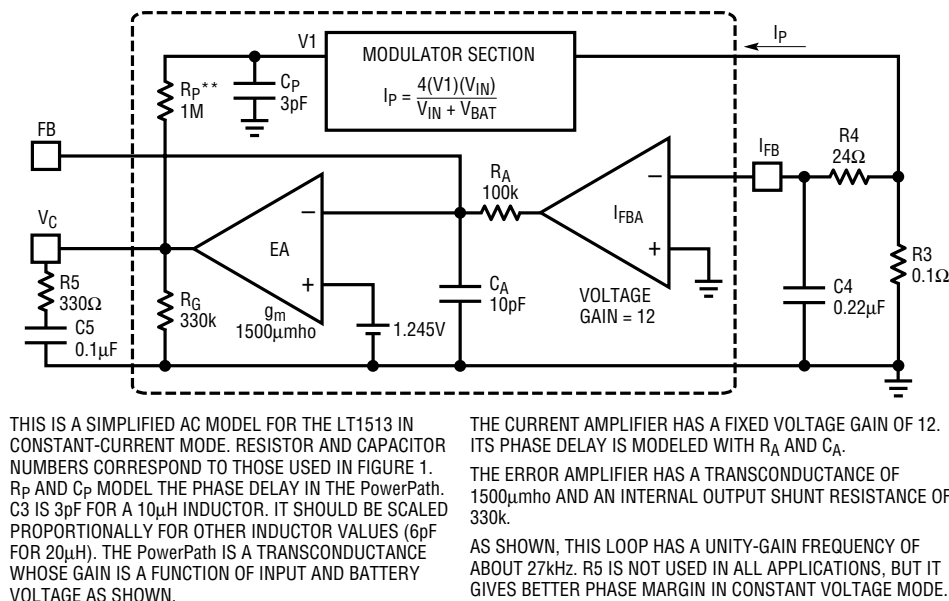 V1
MODULATOR SECTION
I_P = 4(V1)(V_IN) / V_IN + V_BAT
I_P
R_P**
1M
C_P
3pF
FB
V_C
R5
330Ω
C5
0.1µF
R_G
330k
EA
−
+
g_m
1500µmho
1.245V
R_A
100k
C_A
10pF
I_FBA
−
+
VOLTAGE
GAIN = 12
I_FB
R4
24Ω
C4
0.22µF
R3
0.1Ω
THIS IS A SIMPLIFIED AC MODEL FOR THE LT1513 IN
CONSTANT-CURRENT MODE. RESISTOR AND CAPACITOR
NUMBERS CORRESPOND TO THOSE USED IN FIGURE 1.
R_P AND C_P MODEL THE PHASE DELAY IN THE PowerPath.
C3 IS 3pF FOR A 10µH INDUCTOR. IT SHOULD BE SCALED
PROPORTIONALLY FOR OTHER INDUCTOR VALUES (6pF
FOR 20µH). THE PowerPath IS A TRANSCONDUCTANCE
WHOSE GAIN IS A FUNCTION OF INPUT AND BATTERY
VOLTAGE AS SHOWN.
THE CURRENT AMPLIFIER HAS A FIXED VOLTAGE GAIN OF 12.
ITS PHASE DELAY IS MODELED WITH R_A AND C_A.
THE ERROR AMPLIFIER HAS A TRANSCONDUCTANCE OF
1500µmho AND AN INTERNAL OUTPUT SHUNT RESISTANCE OF
330k.
AS SHOWN, THIS LOOP HAS A UNITY-GAIN FREQUENCY OF
ABOUT 27kHz. R5 IS NOT USED IN ALL APPLICATIONS, BUT IT
GIVES BETTER PHASE MARGIN IN CONSTANT VOLTAGE MODE.